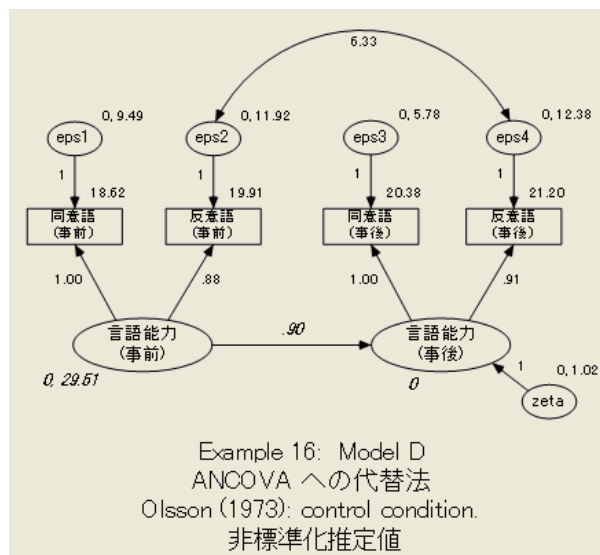 6.33
0, 9.49
0, 11.92
0, 5.78
0, 12.38
eps1
eps2
eps3
eps4
1
1
1
1
18.62
19.91
20.38
21.20
同意語
(事前)
反意語
(事前)
同意語
(事後)
反意語
(事後)
1.00
.88
1.00
.91
言語能力
(事前)
.90
言語能力
(事後)
0, 29.51
0
1
0, 1.02
zeta
Example 16: Model D
ANCOVA への代替法
Olsson (1973): control condition.
非標準化推定値